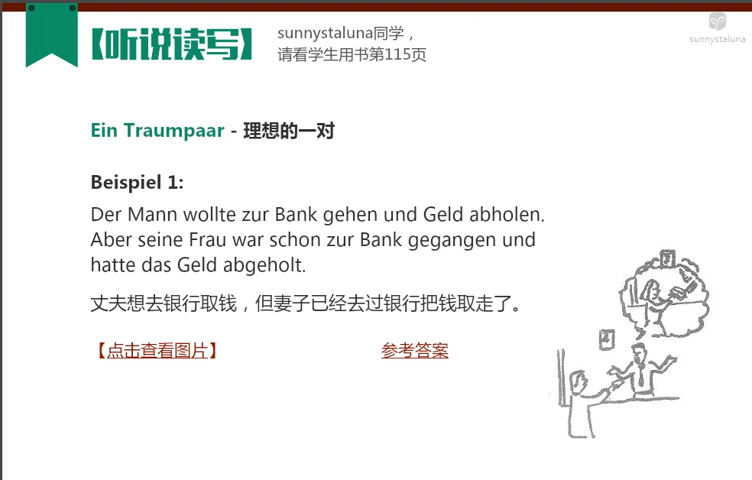 【听说读写】
sunnystaluna同学，
请看学生用书第115页
sunnystaluna
Ein Traumpaar - 理想的一对
Beispiel 1:
Der Mann wollte zur Bank gehen und Geld abholen.
Aber seine Frau war schon zur Bank gegangen und
hatte das Geld abgeholt.
丈夫想去银行取钱，但妻子已经去过银行把钱取走了。
【点击查看图片】
参考答案